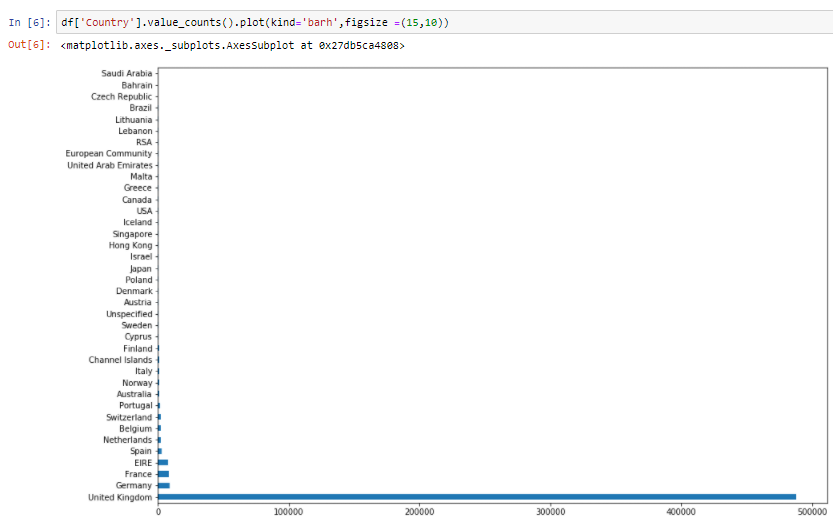 In [6]: df['Country'].value_counts().plot(kind='barh',figsize =(15,10))
Out[6]: <matplotlib.axes._subplots.AxesSubplot at 0x27db5ca4808>
Saudi Arabia
Bahrain
Czech Republic
Brazil
Lithuania
Lebanon
RSA
European Community
United Arab Emirates
Malta
Greece
Canada
USA
Iceland
Singapore
Hong Kong
Israel
Japan
Poland
Denmark
Austria
Unspecified
Sweden
Cyprus
Finland
Channel Islands
Italy
Norway
Australia
Portugal
Switzerland
Belgium
Netherlands
Spain
EIRE
France
Germany
United Kingdom
0 100000 200000 300000 400000 500000